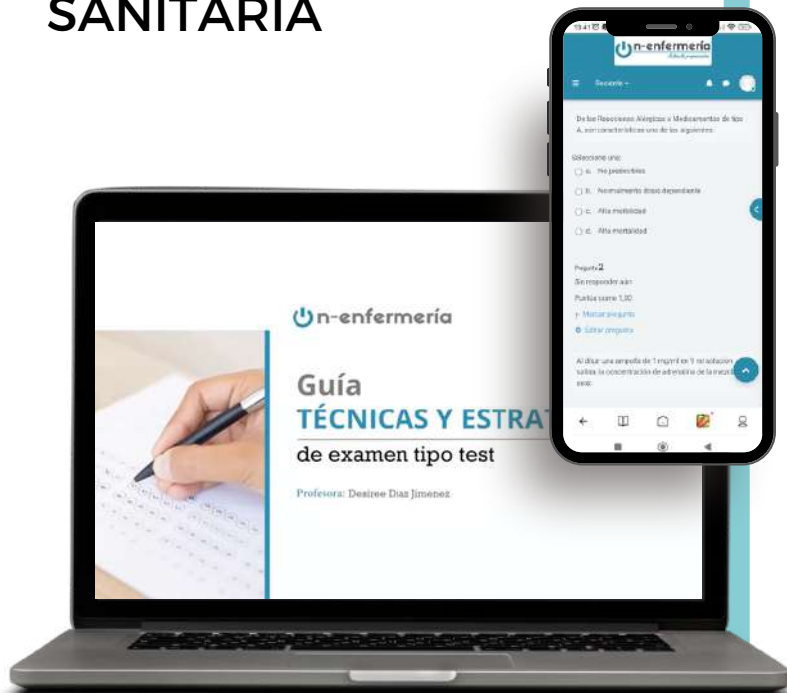 SANITARIA
n-enfermería
Reciente
De las Reacciones Alérgicas a Medicamentos de tipo
A, son características una de las siguientes:
Seleccione una:
a. No predecibles
b. Normalmente dosis dependiente
c. Alta morbilidad
d. Alta mortalidad
Pregunta 2
Sin responder aún
Puntúa como 1,00
Marcar pregunta
Editar pregunta
Al diluir una ampolla de 1 mg/ml en 9 ml solución
salina, la concentración de adrenalina de la
será:
n-enfermería
Guía
TÉCNICAS Y ESTRA
de examen tipo test
Profesora: Desiree Diaz Jimenez